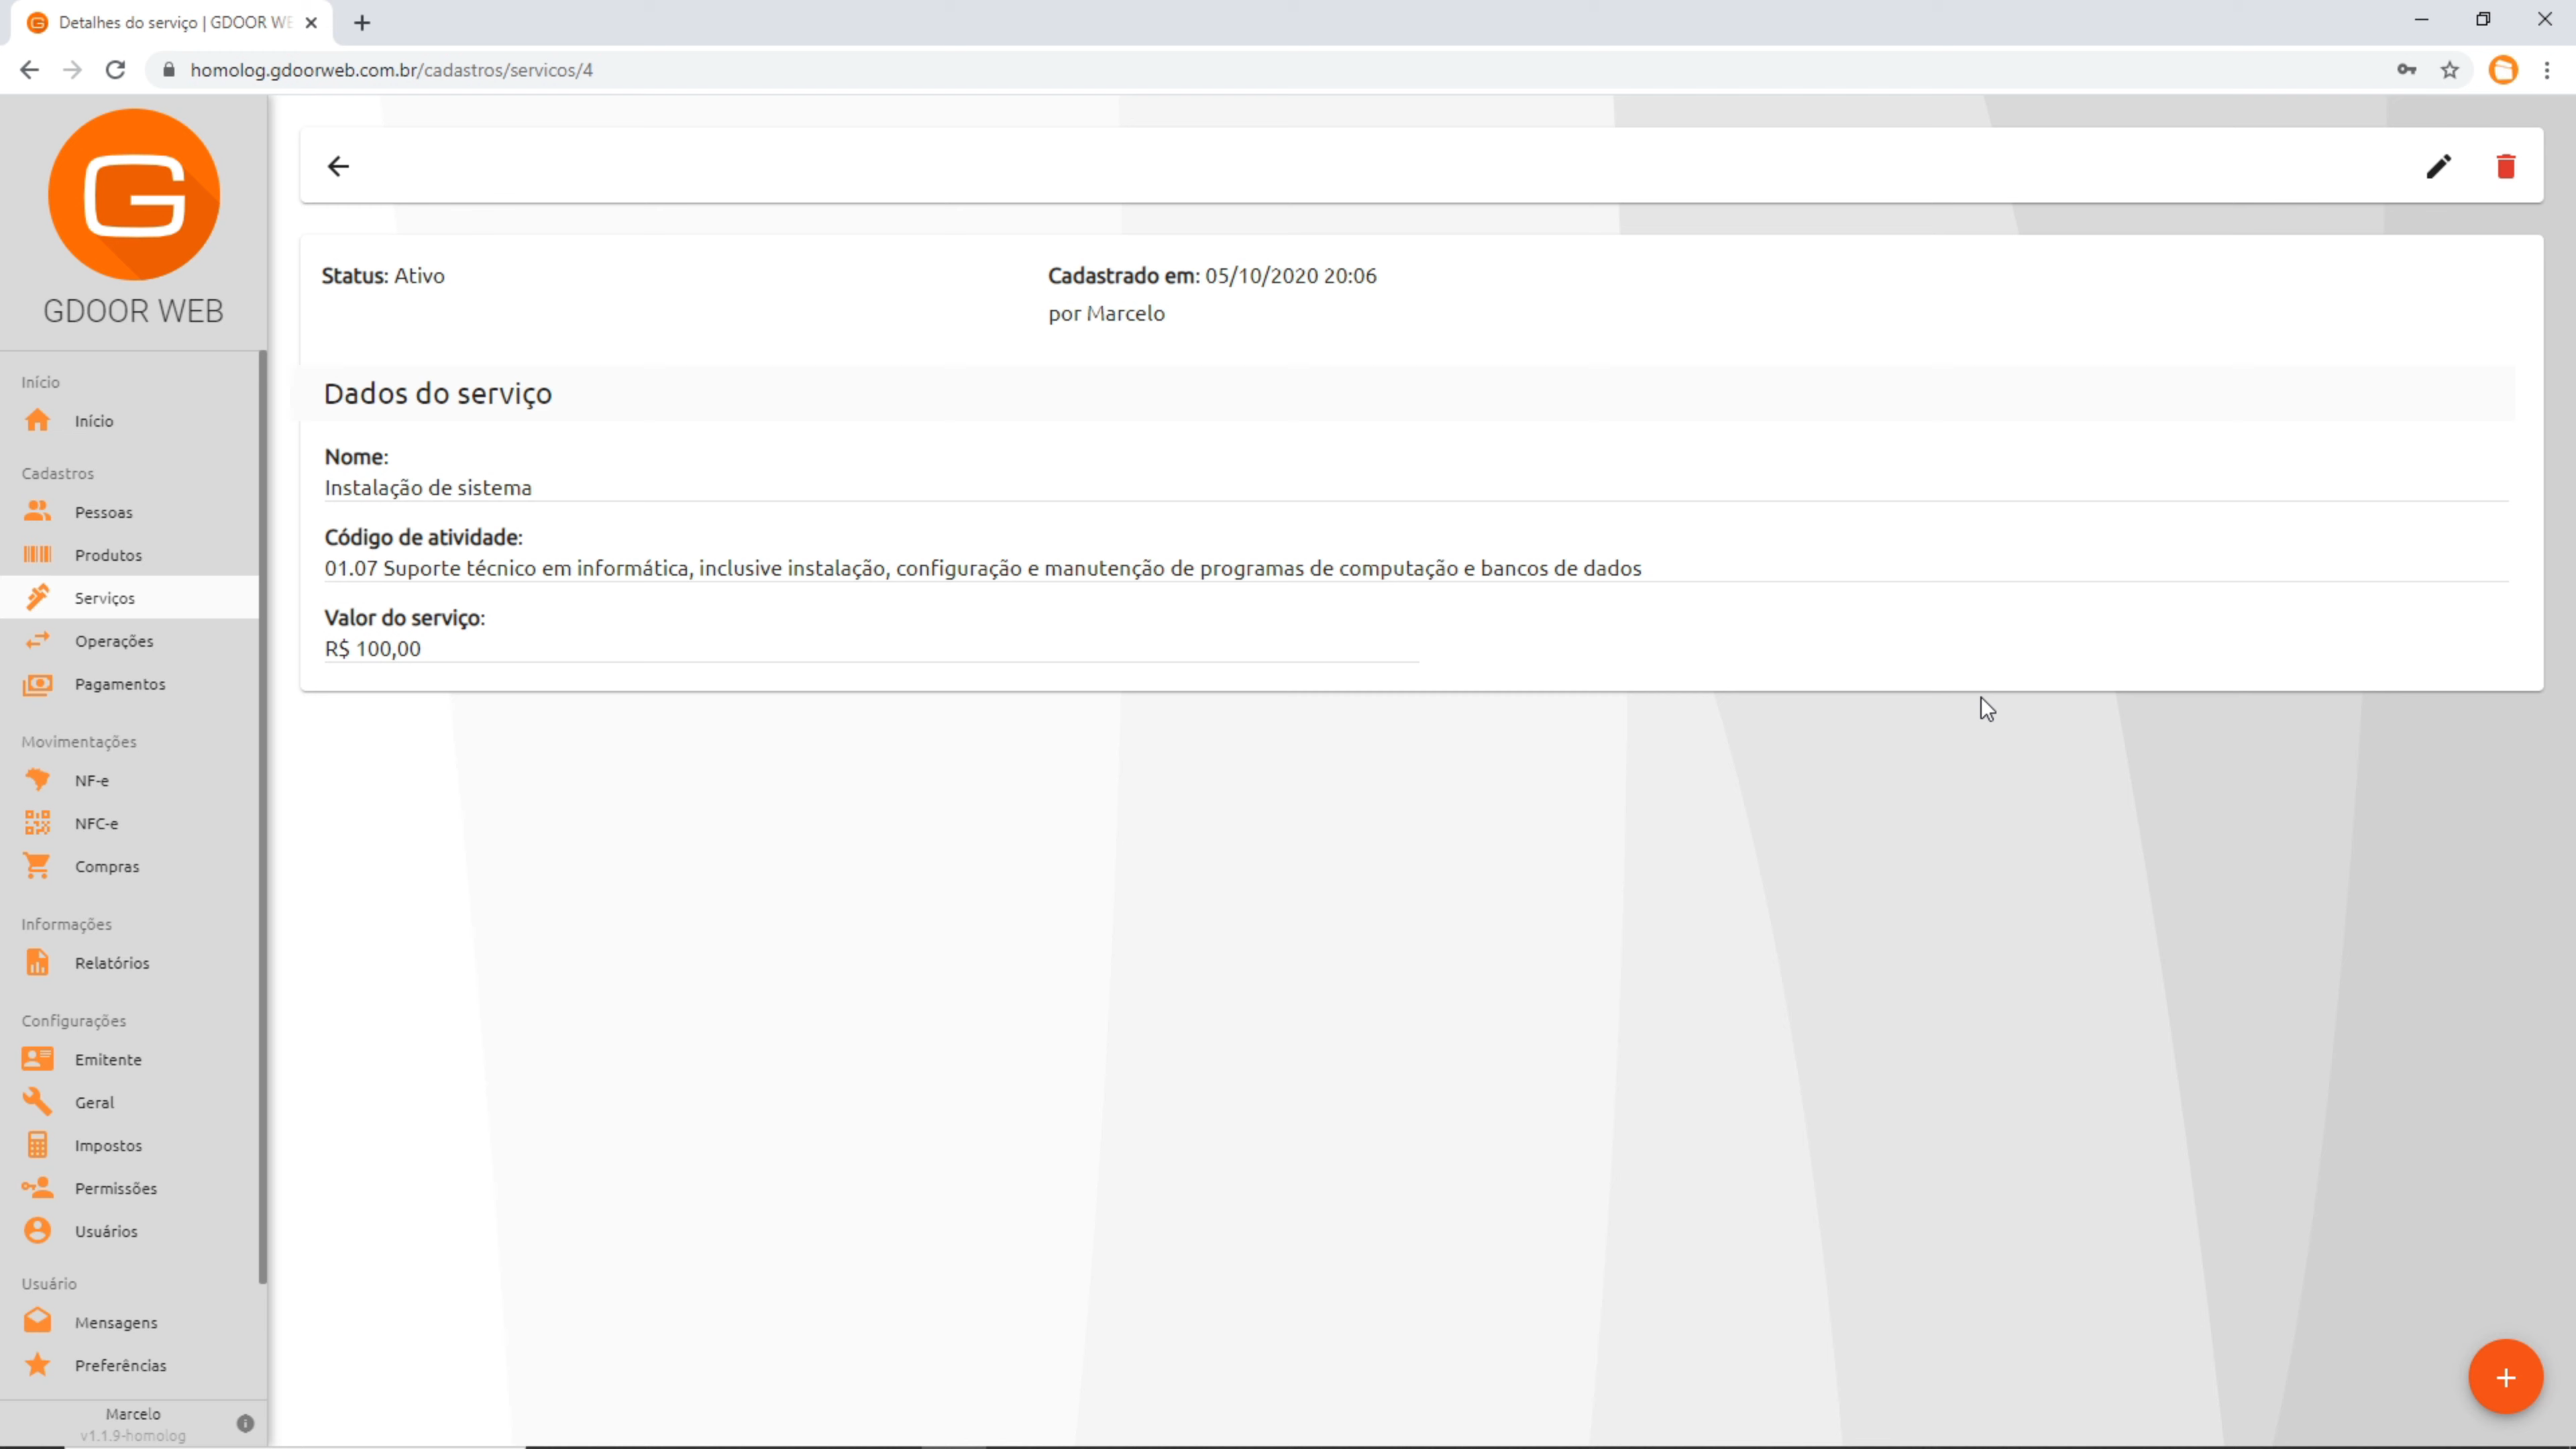 Detalhes do serviço | GDOOR WE
homolog.gdoorweb.com.br/cadastros/servicos/4
GDOOR WEB
Início
Início
Cadastros
Pessoas
Produtos
Serviços
Operações
Pagamentos
Movimentações
NF-e
NFC-e
Compras
Informações
Relatórios
Configurações
Emitente
Geral
Impostos
Permissões
Usuários
Usuário
Mensagens
Preferências
Marcelo
v1.1.9-homolog
Status: Ativo
Cadastrado em: 05/10/2020 20:06
por Marcelo
Dados do serviço
Nome:
Instalação de sistema
Código de atividade:
01.07 Suporte técnico em informática, inclusive instalação, configuração e manutenção de programas de computação e bancos de dados
Valor do serviço:
R$ 100,00